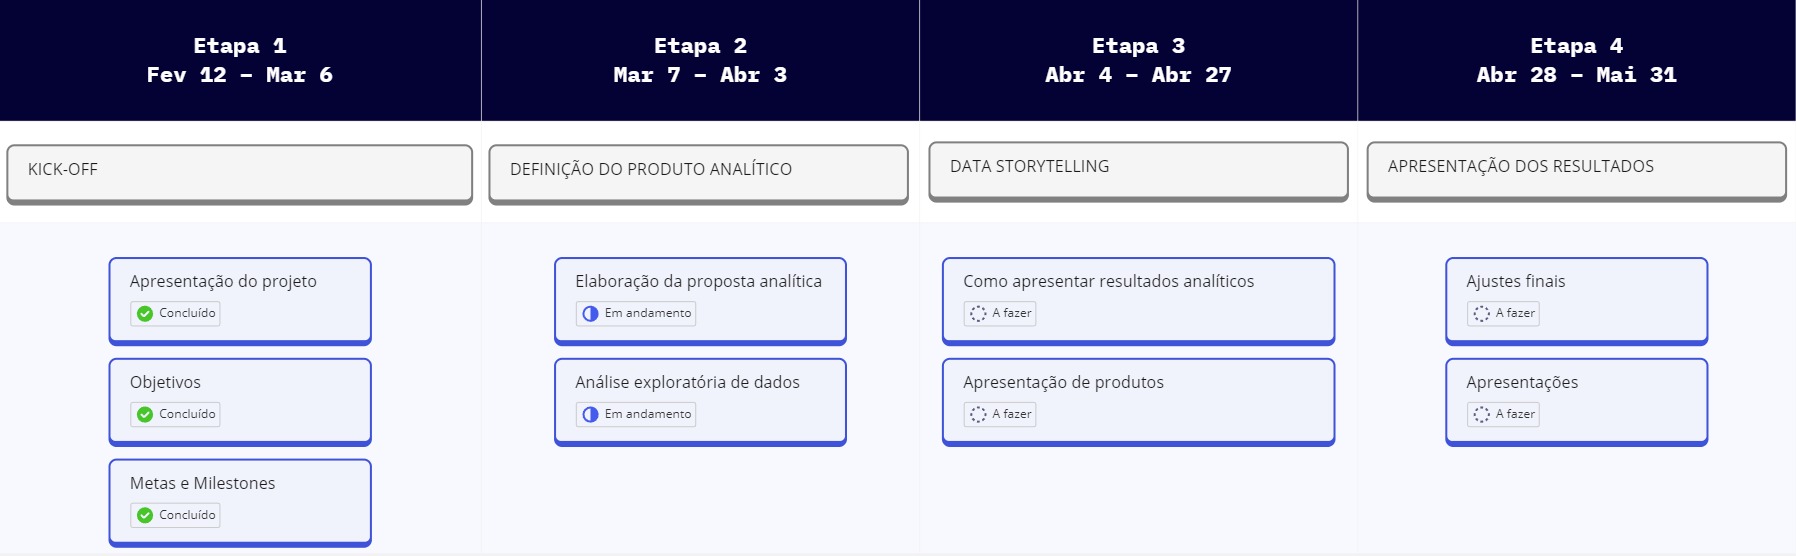 Etapa 1
Fev 12 – Mar 6
Etapa 2
Mar 7 – Abr 3
Etapa 3
Abr 4 – Abr 27
Etapa 4
Abr 28 – Mai 31
KICK-OFF
DEFINIÇÃO DO PRODUTO ANALÍTICO
DATA STORYTELLING
APRESENTAÇÃO DOS RESULTADOS
Apresentação do projeto
Concluído
Objetivos
Concluído
Metas e Milestones
Concluído
Elaboração da proposta analítica
Em andamento
Análise exploratória de dados
Em andamento
Como apresentar resultados analíticos
A fazer
Apresentação de produtos
A fazer
Ajustes finais
A fazer
Apresentações
A fazer